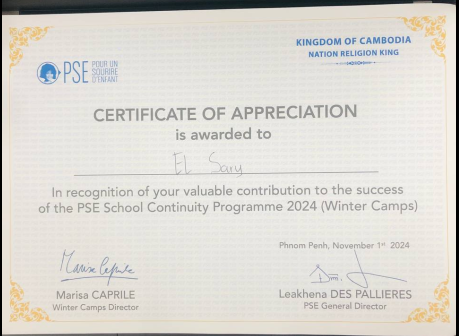 PSE POUR UN
SOURIRE
D'ENFANT
KINGDOM OF CAMBODIA
NATION RELIGION KING
CERTIFICATE OF APPRECIATION
is awarded to
EL Sary
In recognition of your valuable contribution to the success
of the PSE School Continuity Programme 2024 (Winter Camps)
Phnom Penh, November 1st 2024
Marisa Caprile
Marisa CAPRILE
Winter Camps Director
Leakhena DES PALLIERES
PSE General Director